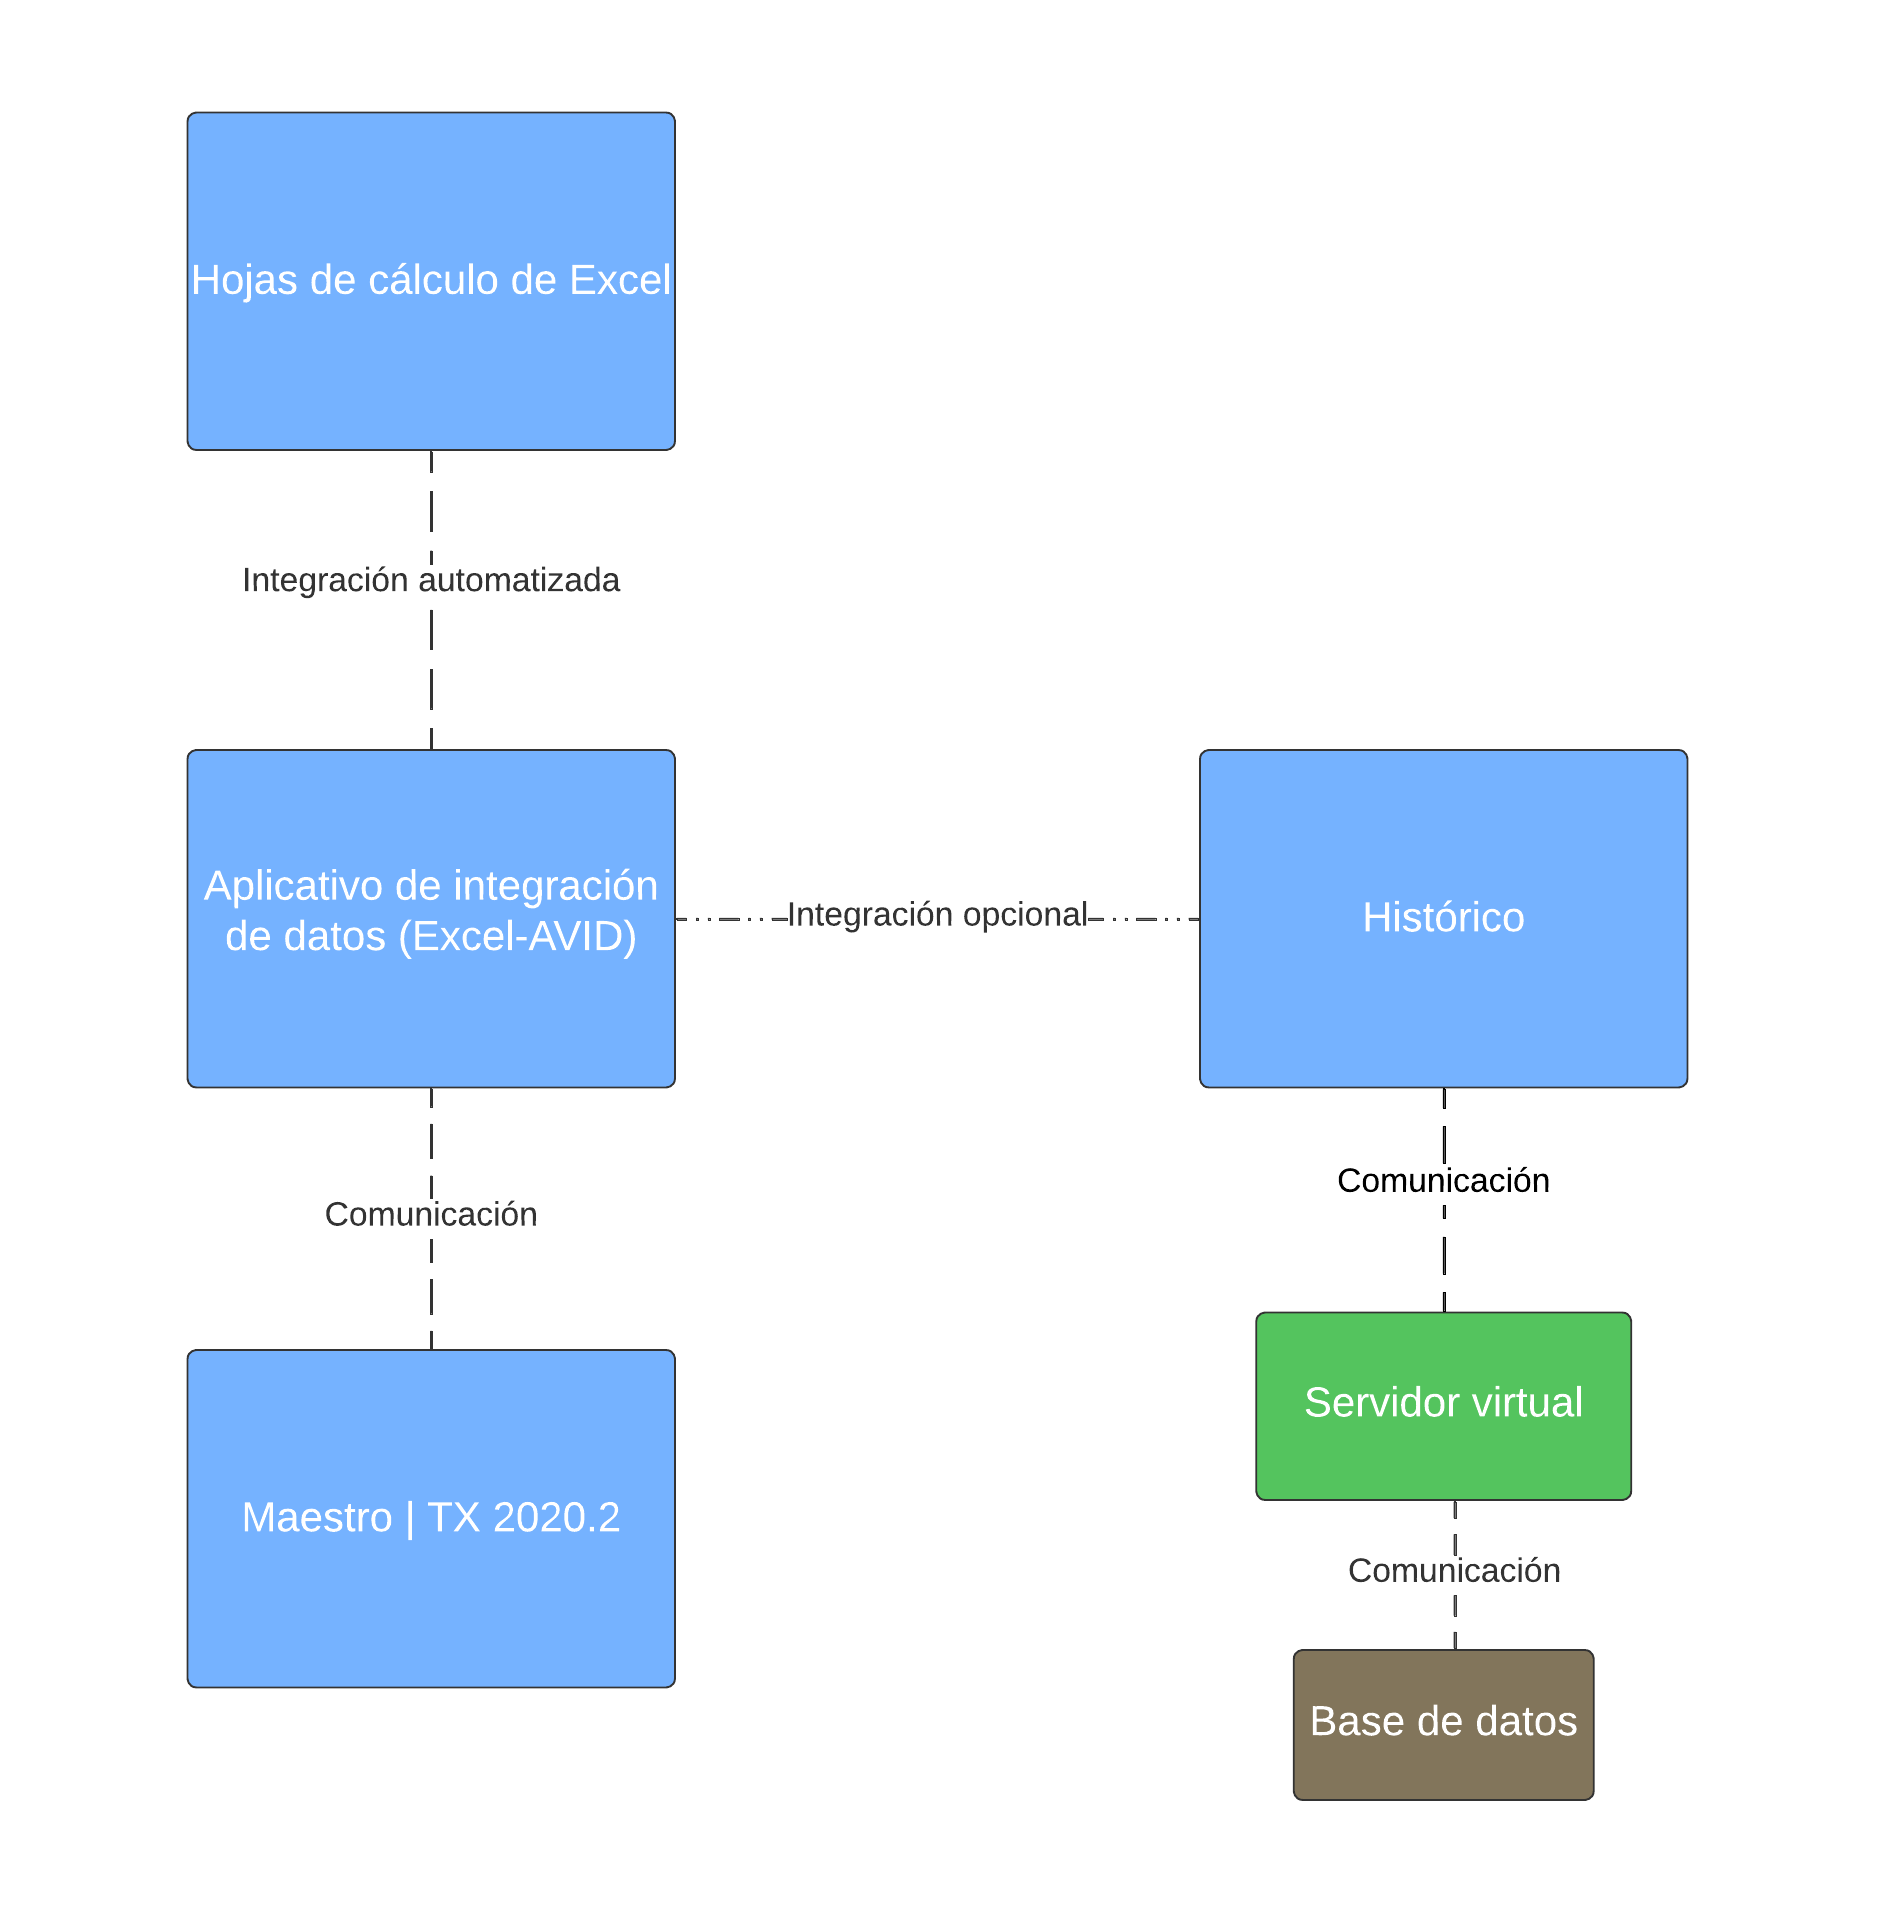 Hojas de cálculo de Excel
Integración automatizada
Aplicativo de integración
de datos (Excel-AVID)
Integración opcional
Histórico
Comunicación
Comunicación
Servidor virtual
Maestro | TX 2020.2
Comunicación
Base de datos